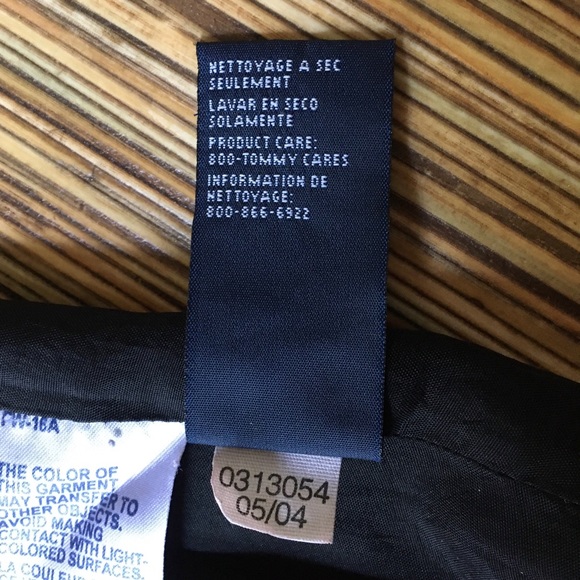 NETTOYAGE A SEC
SEULEMENT
LAVAR EN SECO
SOLAMENTE
PRODUCT CARE:
800-TOMMY CARES
INFORMATION DE
NETTOYAGE:
800-866-6922
0313054
05/04
THE COLOR OF
THIS GARMENT
MAY TRANSFER TO
OTHER OBJECTS.
AVOID MAKING
CONTACT WITH LIGHT-
COLORED SURFACES.
LA COULEUR